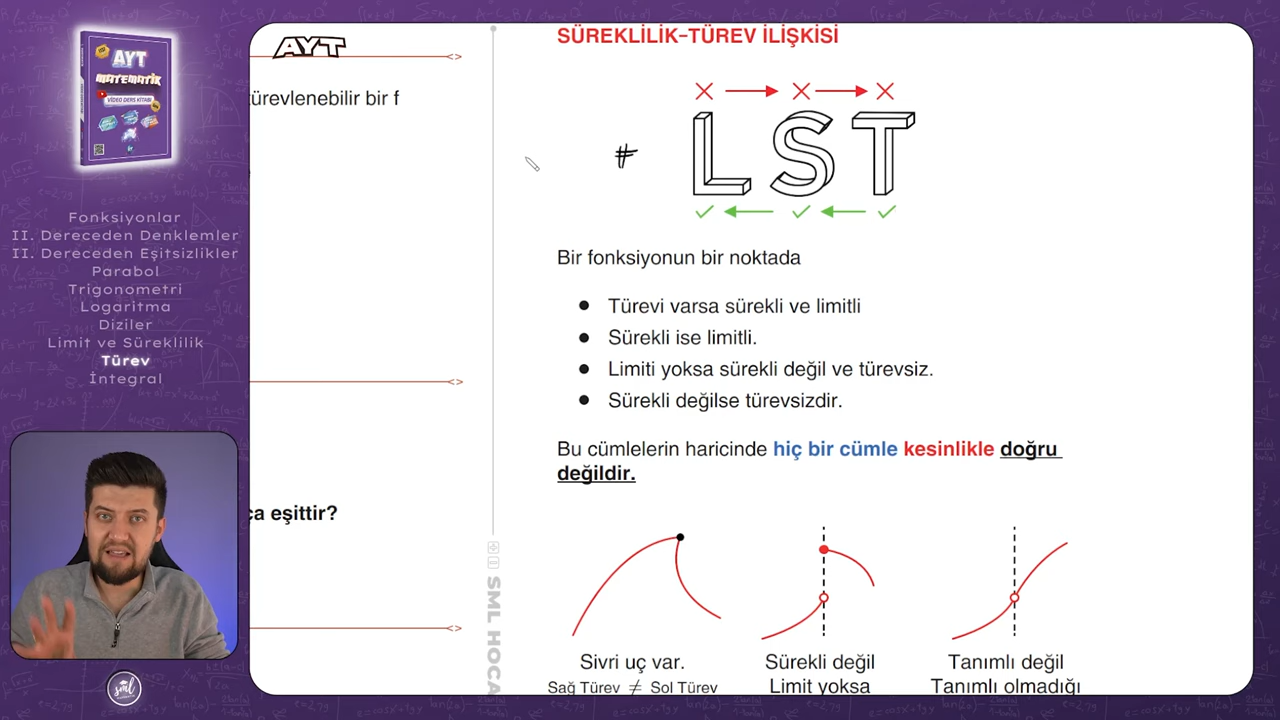 AYT
MATEMATİK
VİDEO DERS KİTABI
Fonksiyonlar
II. Dereceden Denklemler
II. Dereceden Eşitsizlikler
Parabol
Trigonometri
Logaritma
Diziler
Limit ve Süreklilik
Türev
İntegral
sml
AYT
türevlenebilir bir f
ca eşittir?
SML HOCA
SÜREKLİLİK-TÜREV İLİŞKİSİ
# L S T
Bir fonksiyonun bir noktada
● Türevi varsa sürekli ve limitli
● Sürekli ise limitli.
● Limiti yoksa sürekli değil ve türevsiz.
● Sürekli değilse türevsizdir.
Bu cümlelerin haricinde hiç bir cümle kesinlikle doğru
değildir.
Sivri uç var.
Sağ Türev ≠ Sol Türev
Sürekli değil
Limit yoksa
Tanımlı değil
Tanımlı olmadığı